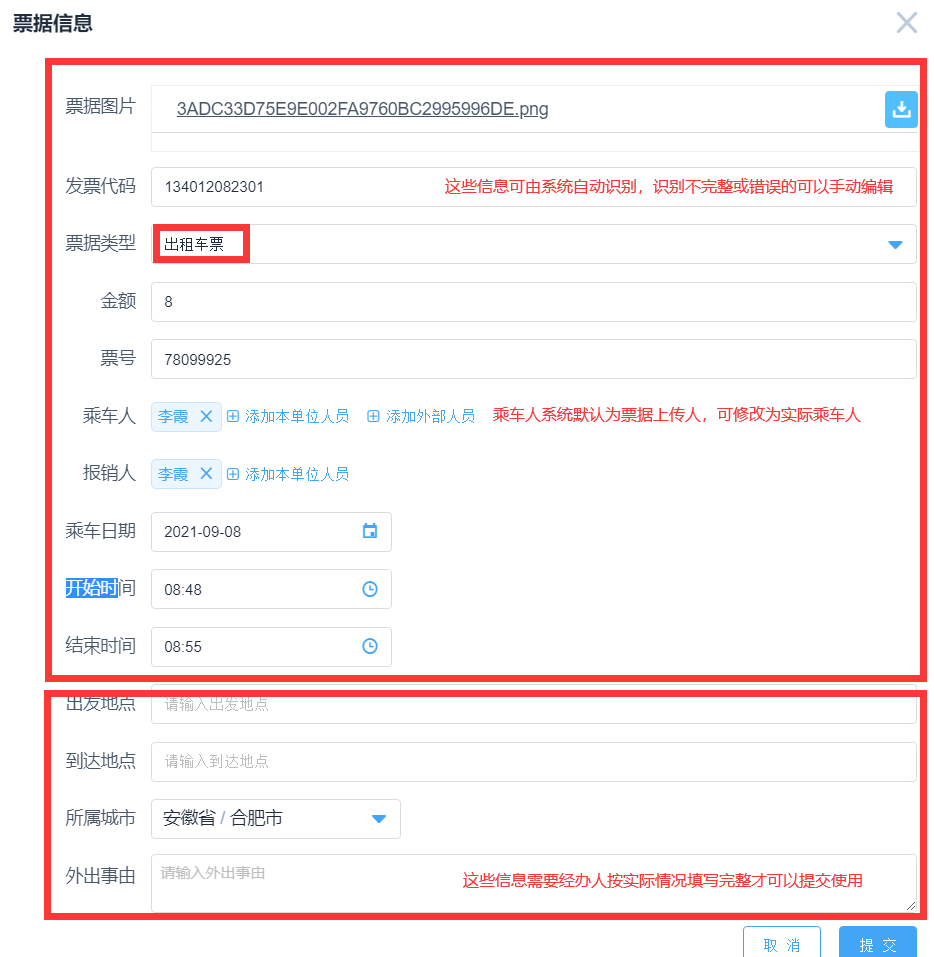 票据信息
票据图片 3ADC33D75E9E002FA9760BC2995996DE.png
发票代码 134012082301 这些信息可由系统自动识别，识别不完整或错误的可以手动编辑
票据类型 出租车票
金额 8
票号 78099925
乘车人 李霞 添加本单位人员 添加外部人员 乘车人系统默认为票据上传人，可修改为实际乘车人
报销人 李霞 添加本单位人员
乘车日期 2021-09-08
开始时间 08:48
结束时间 08:55
出发地点 请输入出发地点
到达地点 请输入到达地点
所属城市 安徽省 / 合肥市
外出事由 请输入外出事由 这些信息需要经办人按实际情况填写完整才可以提交使用
取 消 提 交